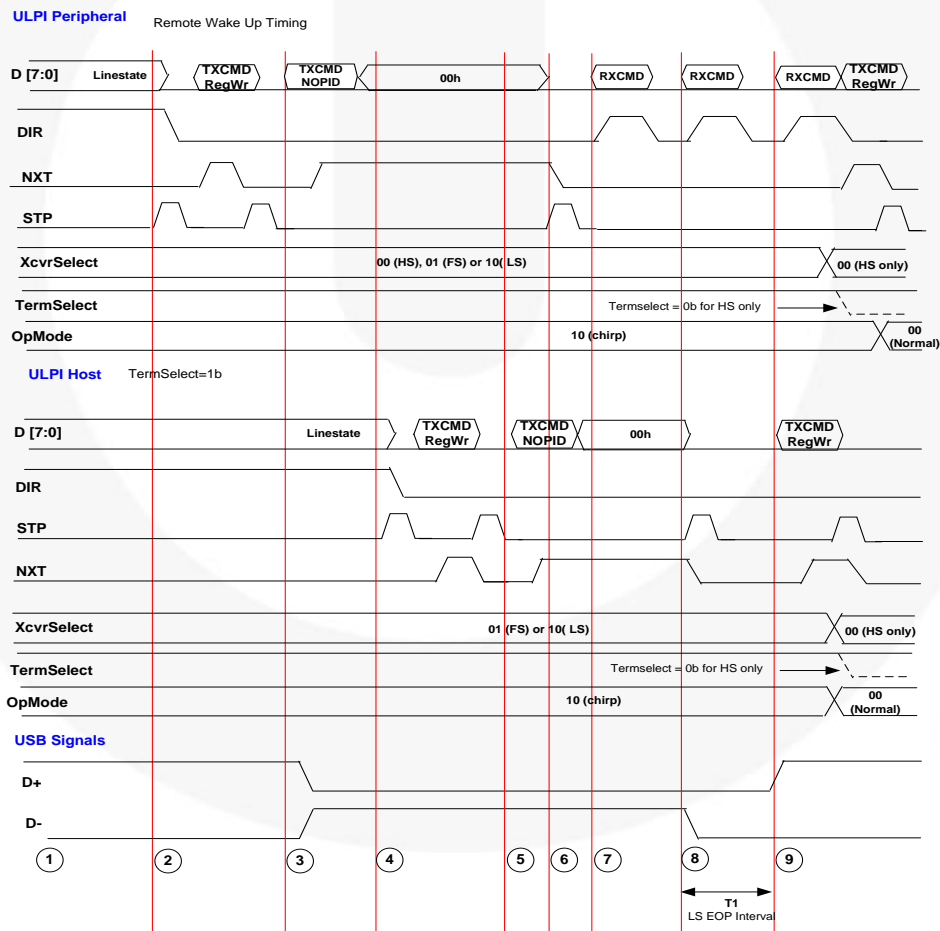 ULPI Peripheral
Remote Wake Up Timing
D [7:0]
Linestate
TXCMD
RegWr
TXCMD
NOPID
00h
RXCMD
RXCMD
RXCMD
TXCMD
RegWr
DIR
NXT
STP
XcvrSelect
00 (HS), 01 (FS) or 10( LS)
00 (HS only)
TermSelect
Termselect = 0b for HS only
OpMode
10 (chirp)
00
(Normal)
ULPI Host
TermSelect=1b
D [7:0]
Linestate
TXCMD
RegWr
TXCMD
NOPID
00h
TXCMD
RegWr
DIR
STP
NXT
XcvrSelect
01 (FS) or 10( LS)
00 (HS only)
TermSelect
Termselect = 0b for HS only
OpMode
10 (chirp)
00
(Normal)
USB Signals
D+
D-
1
2
3
4
5
6
7
8
9
T1
LS EOP Interval